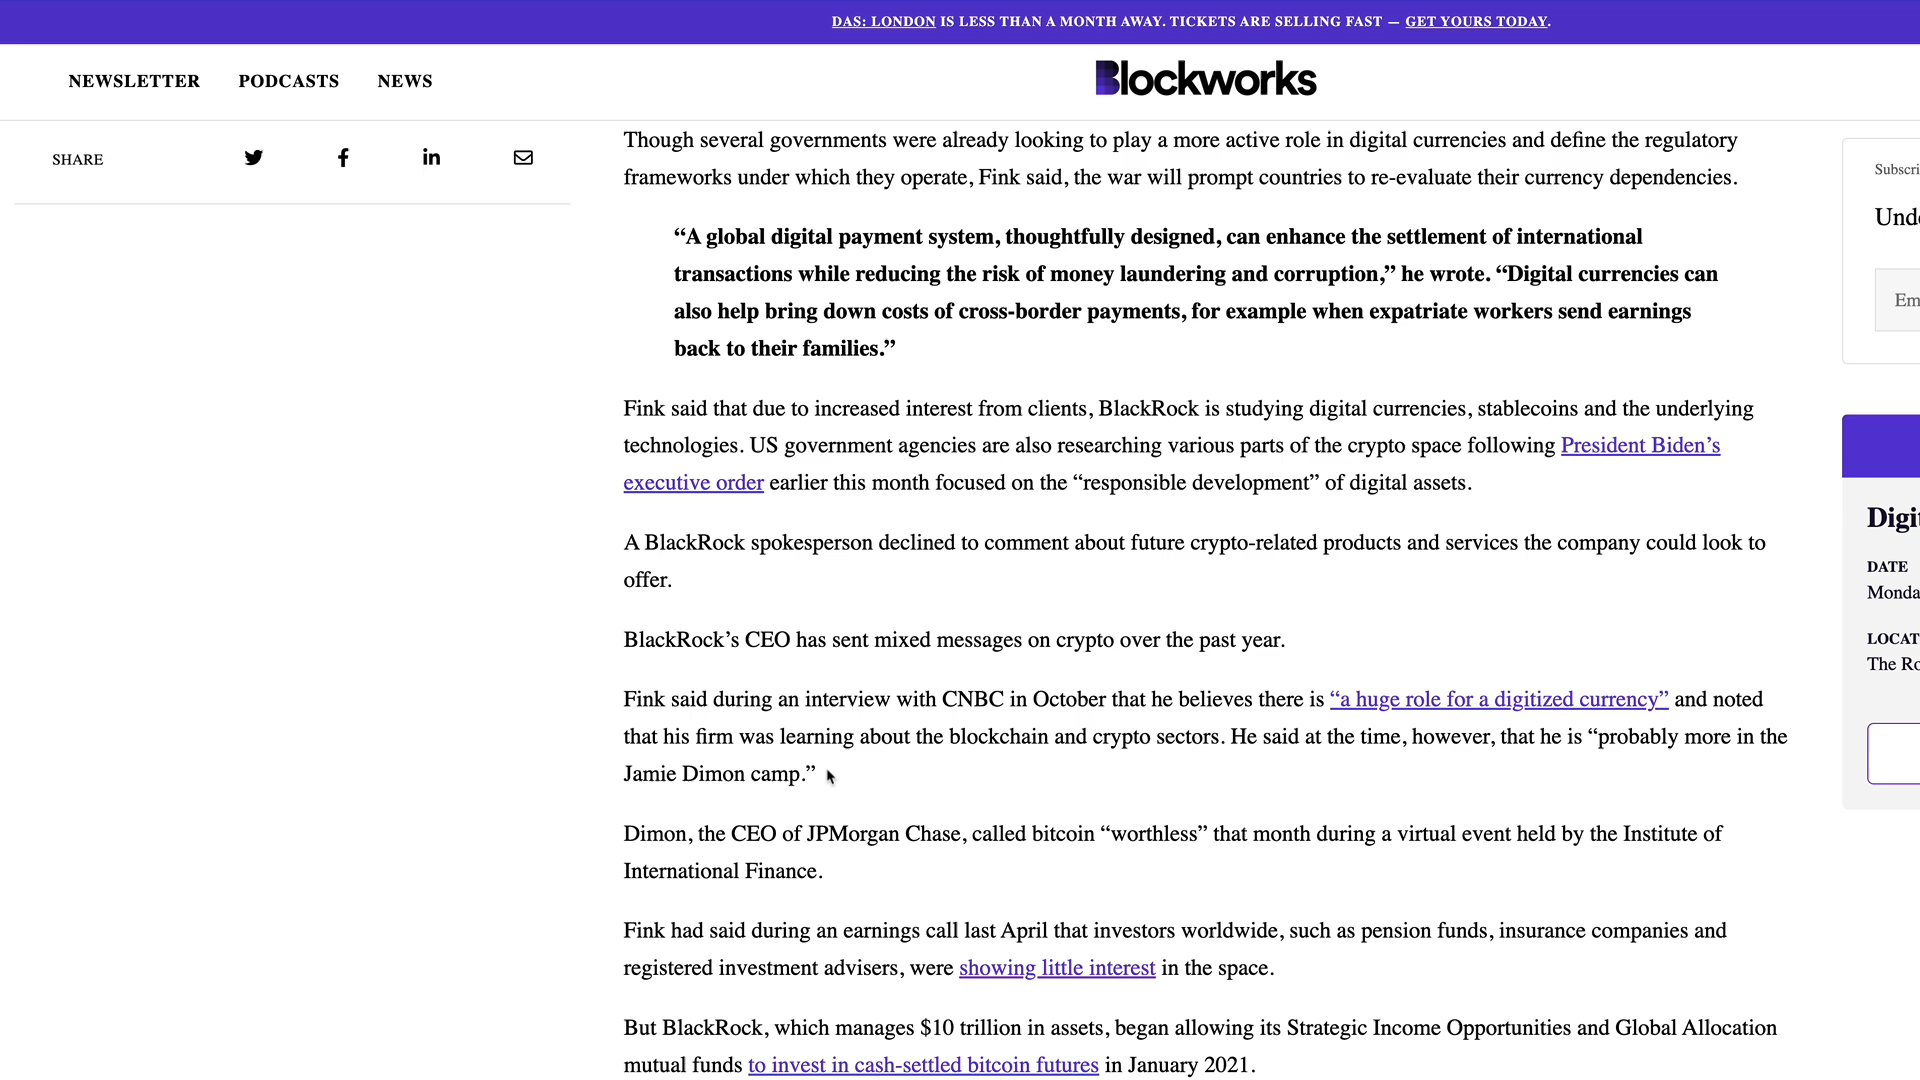 DAS: LONDON IS LESS THAN A MONTH AWAY. TICKETS ARE SELLING FAST — GET YOURS TODAY.
NEWSLETTER PODCASTS NEWS
Blockworks
SHARE
Though several governments were already looking to play a more active role in digital currencies and define the regulatory
frameworks under which they operate, Fink said, the war will prompt countries to re-evaluate their currency dependencies.
“A global digital payment system, thoughtfully designed, can enhance the settlement of international
transactions while reducing the risk of money laundering and corruption,” he wrote. “Digital currencies can
also help bring down costs of cross-border payments, for example when expatriate workers send earnings
back to their families.”
Fink said that due to increased interest from clients, BlackRock is studying digital currencies, stablecoins and the underlying
technologies. US government agencies are also researching various parts of the crypto space following President Biden’s
executive order earlier this month focused on the “responsible development” of digital assets.
A BlackRock spokesperson declined to comment about future crypto-related products and services the company could look to
offer.
BlackRock’s CEO has sent mixed messages on crypto over the past year.
Fink said during an interview with CNBC in October that he believes there is “a huge role for a digitized currency” and noted
that his firm was learning about the blockchain and crypto sectors. He said at the time, however, that he is “probably more in the
Jamie Dimon camp.”
Dimon, the CEO of JPMorgan Chase, called bitcoin “worthless” that month during a virtual event held by the Institute of
International Finance.
Fink had said during an earnings call last April that investors worldwide, such as pension funds, insurance companies and
registered investment advisers, were showing little interest in the space.
But BlackRock, which manages $10 trillion in assets, began allowing its Strategic Income Opportunities and Global Allocation
mutual funds to invest in cash-settled bitcoin futures in January 2021.
Subscri
Und
Em
Digi
DATE
Monda
LOCAT
The Ro